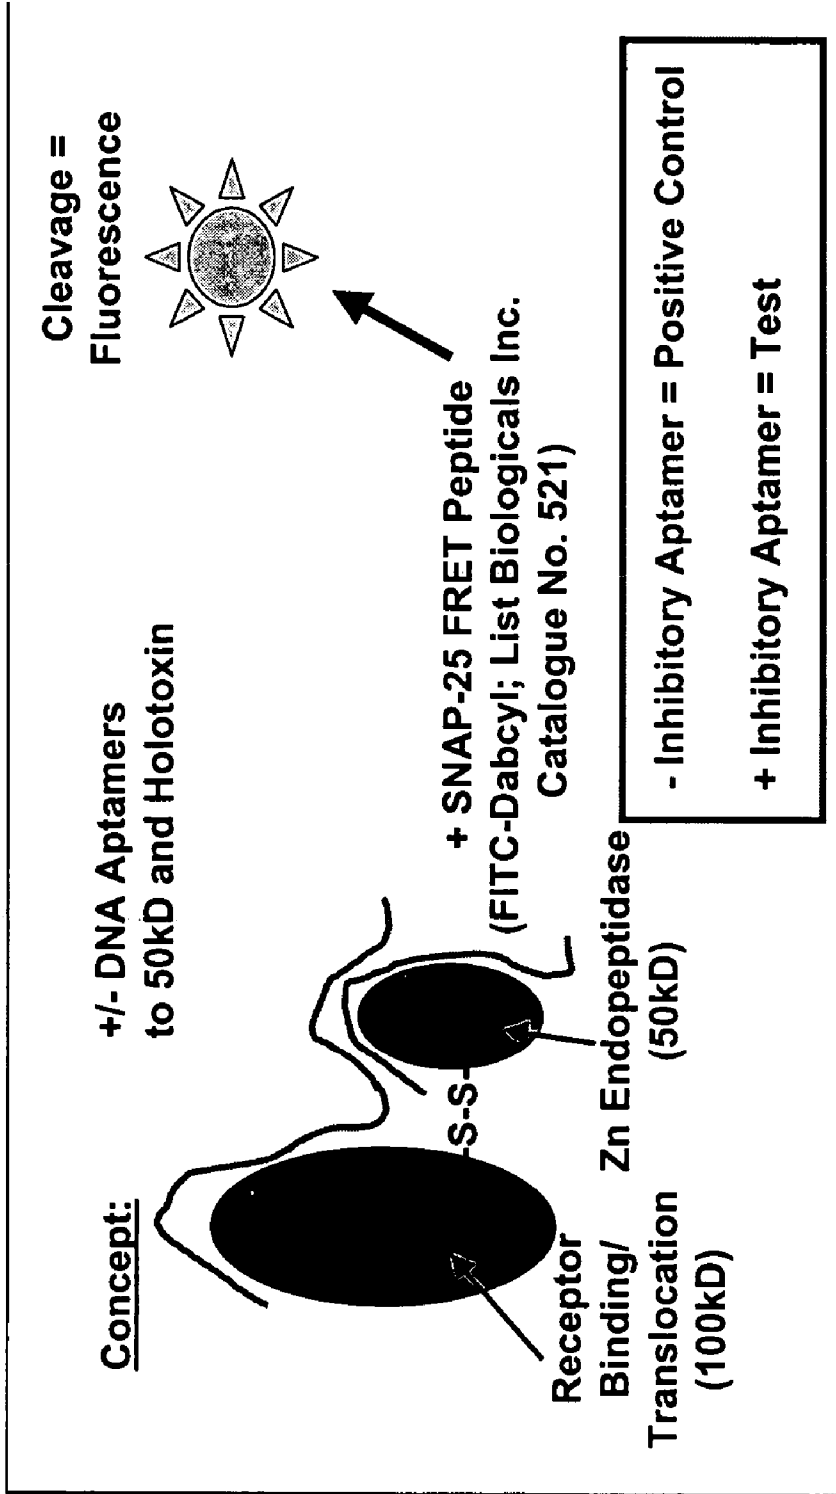 Concept:
+/- DNA Aptamers
to 50kD and Holotoxin
Cleavage =
Fluorescence
-S-S-
+ SNAP-25 FRET Peptide
(FITC-Dabcyl; List Biologicals Inc.
Catalogue No. 521)
Receptor
Binding/
Translocation
(100kD)
Zn Endopeptidase
(50kD)
- Inhibitory Aptamer = Positive Control
+ Inhibitory Aptamer = Test